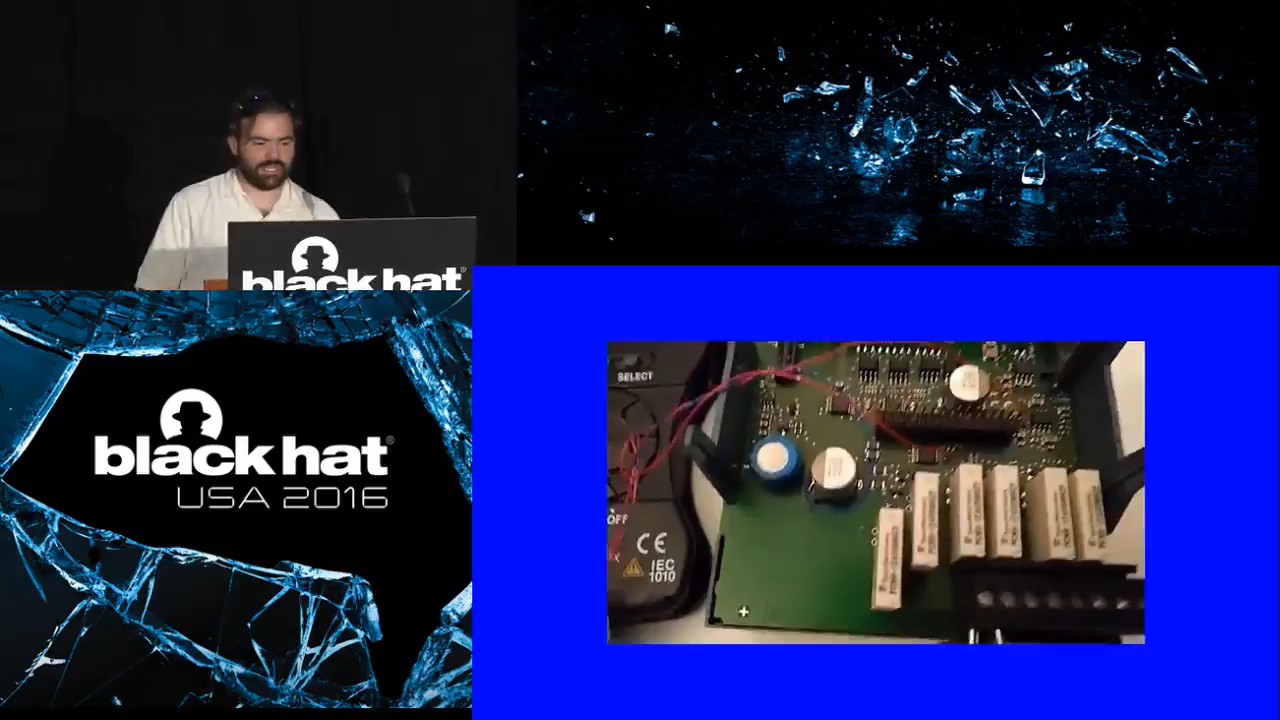 black hat®
black hat®
USA 2016
SELECT
OFF
CE
IEC
1010